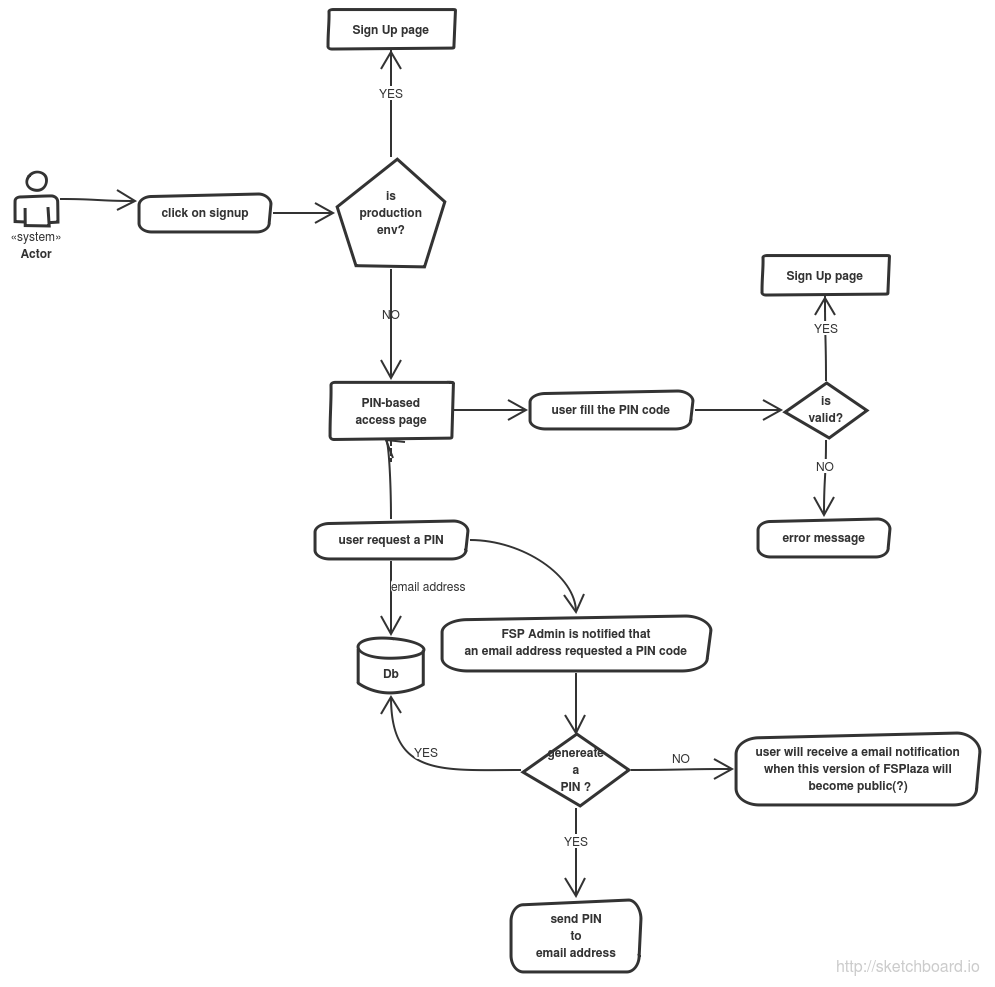 Sign Up page
YES
is
production
env?
click on signup
«system»
Actor
NO
Sign Up page
YES
PIN-based
access page
user fill the PIN code
is
valid?
NO
error message
user request a PIN
email address
FSP Admin is notified that
an email address requested a PIN code
Db
YES
genereate
a
PIN ?
NO
user will receive a email notification
when this version of FSPlaza will
become public(?)
YES
send PIN
to
email address
http://sketchboard.io